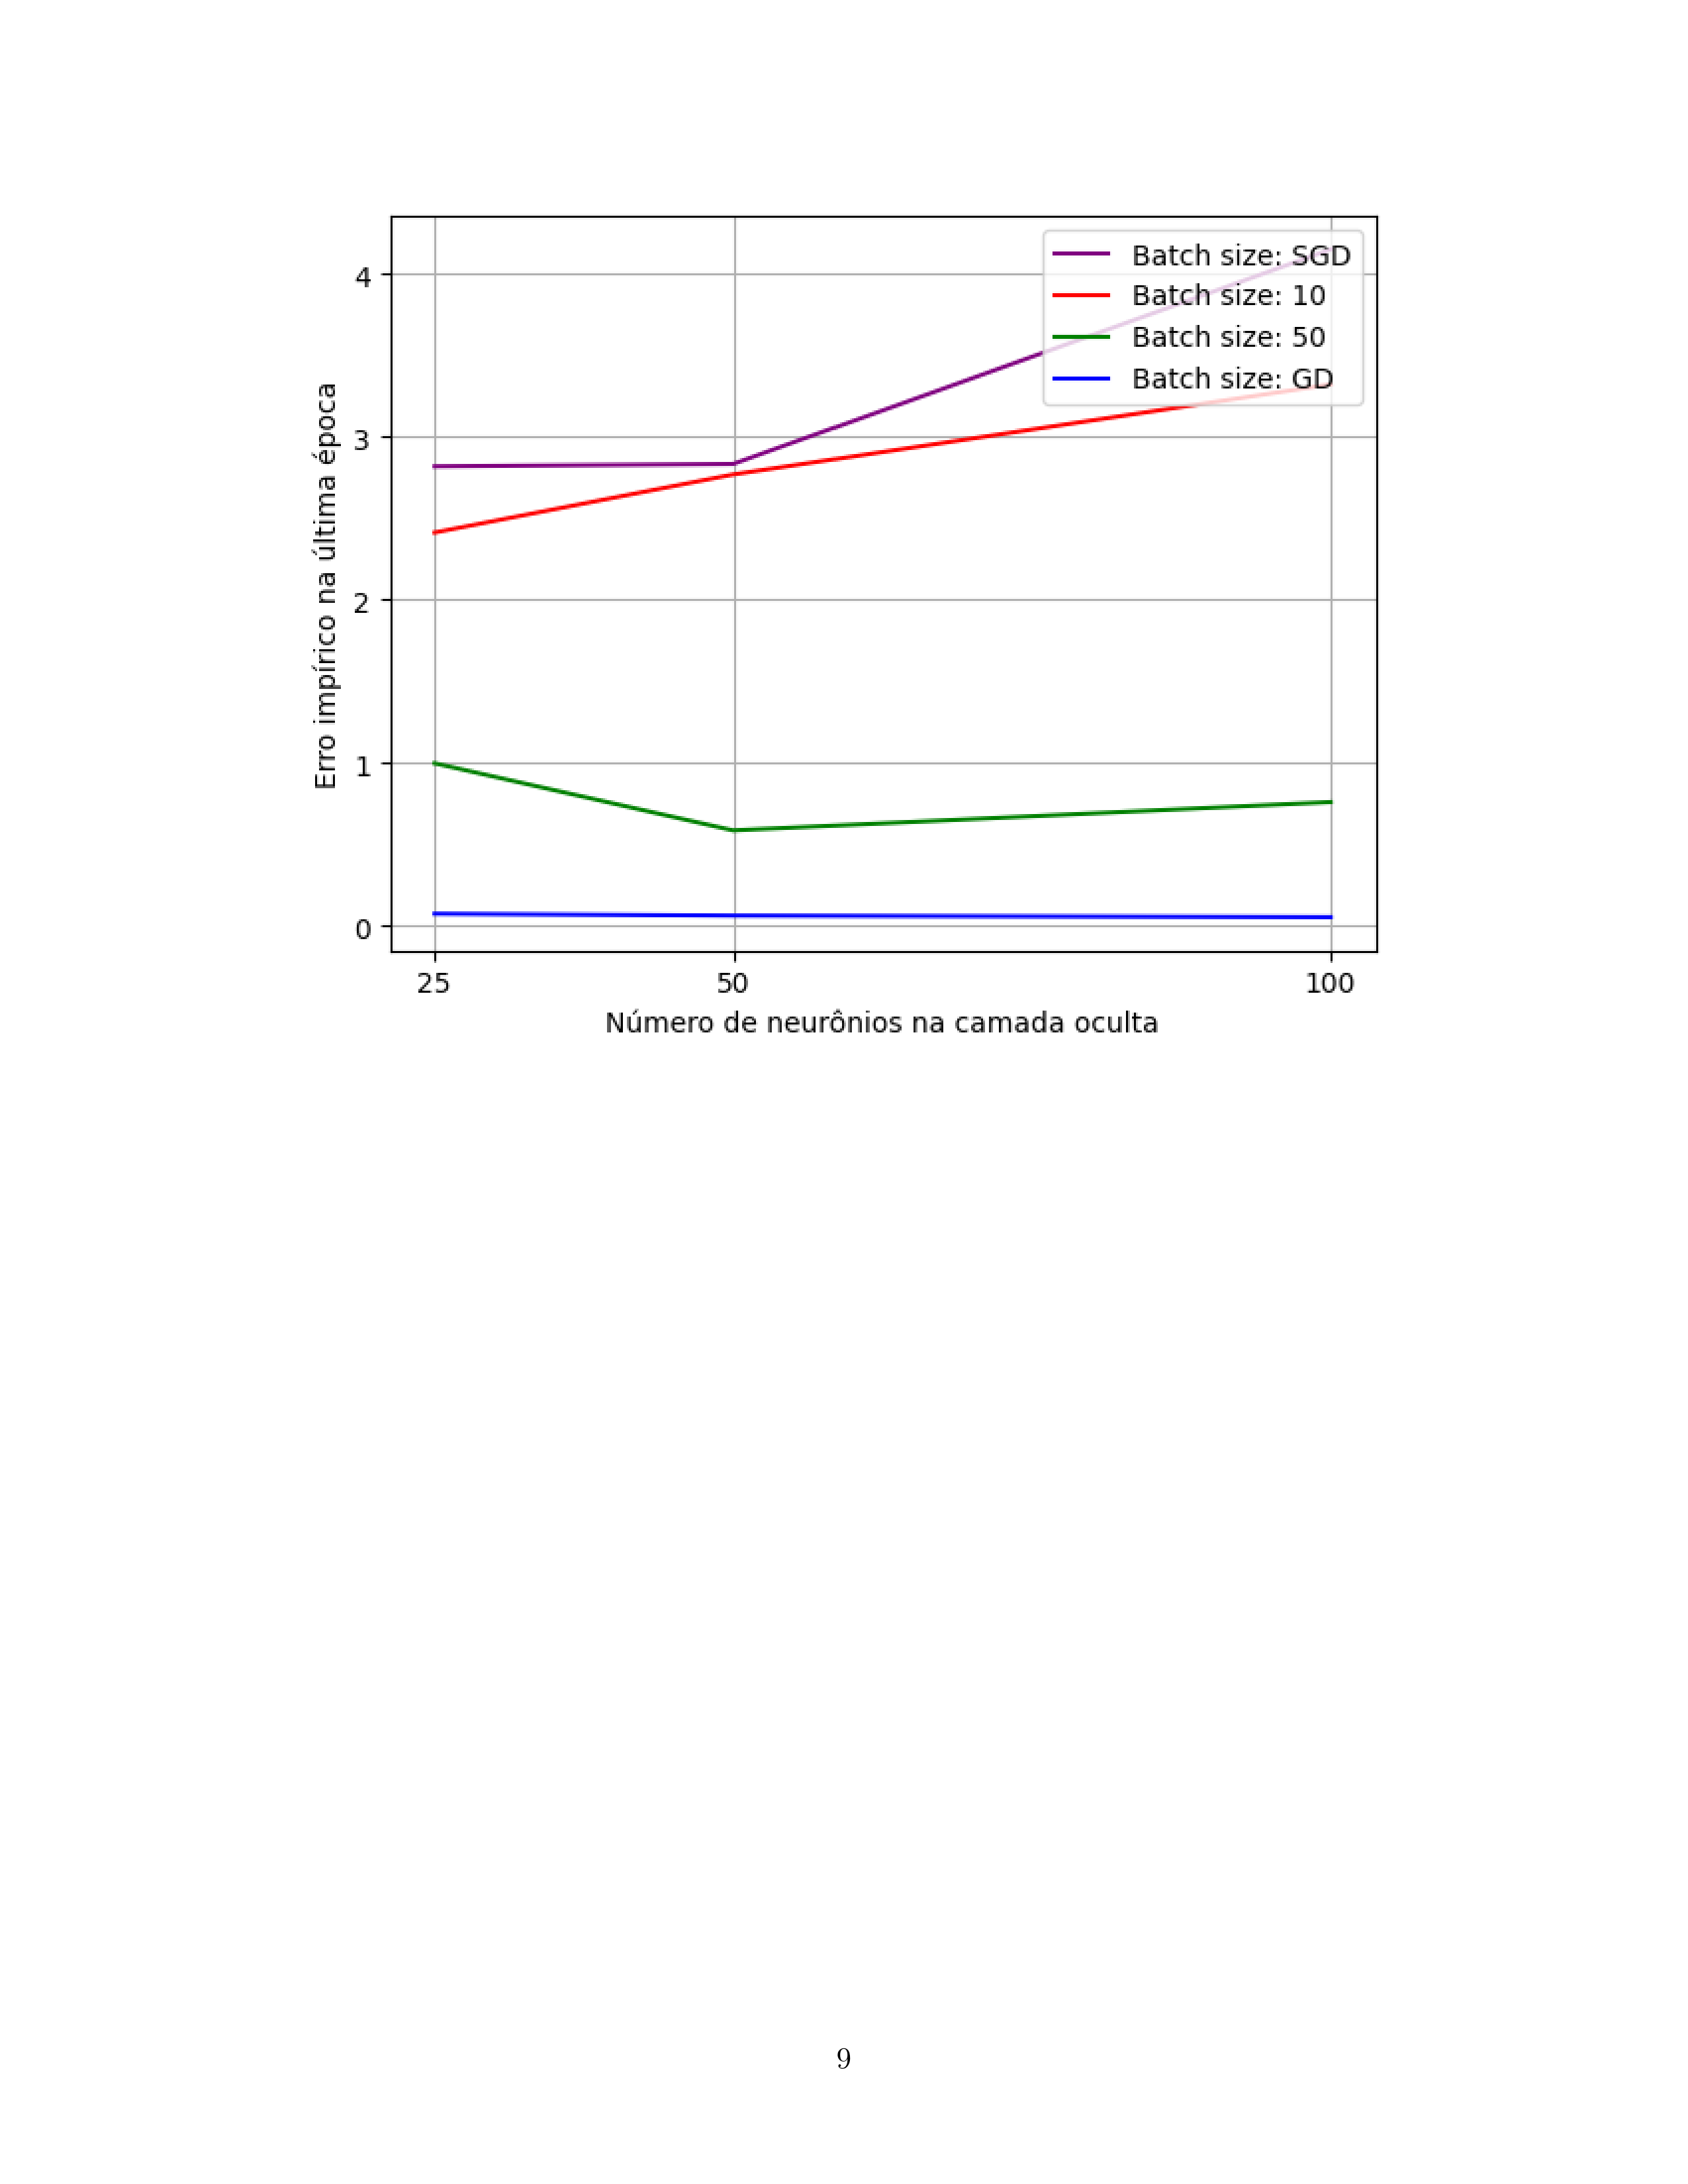 Batch size: SGD
Batch size: 10
Batch size: 50
Batch size: GD
4
3
2
1
0
Erro impírico na última época
25 50 100
Número de neurônios na camada oculta
9